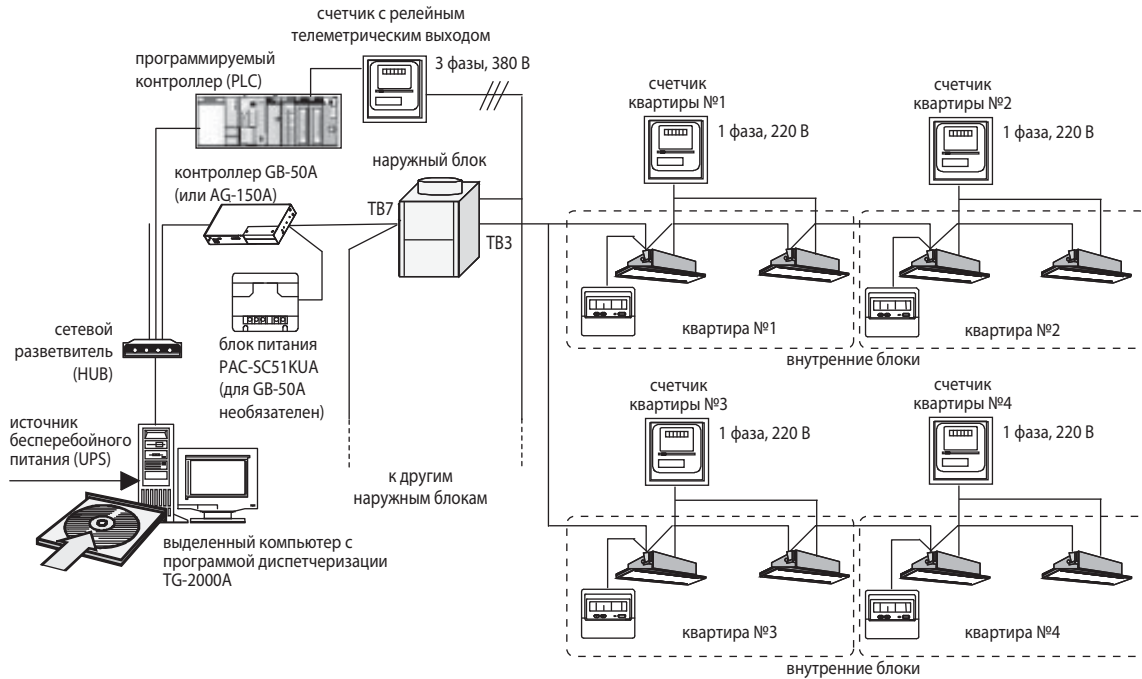 счетчик с релейным
телеметрическим выходом
3 фазы, 380 В
программируемый
контроллер (PLC)
контроллер GB-50A
(или AG-150A)
наружный блок
TB7
TB3
сетевой
разветвитель
(HUB)
блок питания
PAC-SC51KUA
(для GB-50A
необязателен)
источник
бесперебойного
питания (UPS)
к другим
наружным блокам
выделенный компьютер с
программой диспетчеризации
TG-2000A
счетчик
квартиры №1
1 фаза, 220 В
квартира №1
счетчик
квартиры №2
1 фаза, 220 В
квартира №2
внутренние блоки
счетчик
квартиры №3
1 фаза, 220 В
квартира №3
счетчик
квартиры №4
1 фаза, 220 В
квартира №4
внутренние блоки